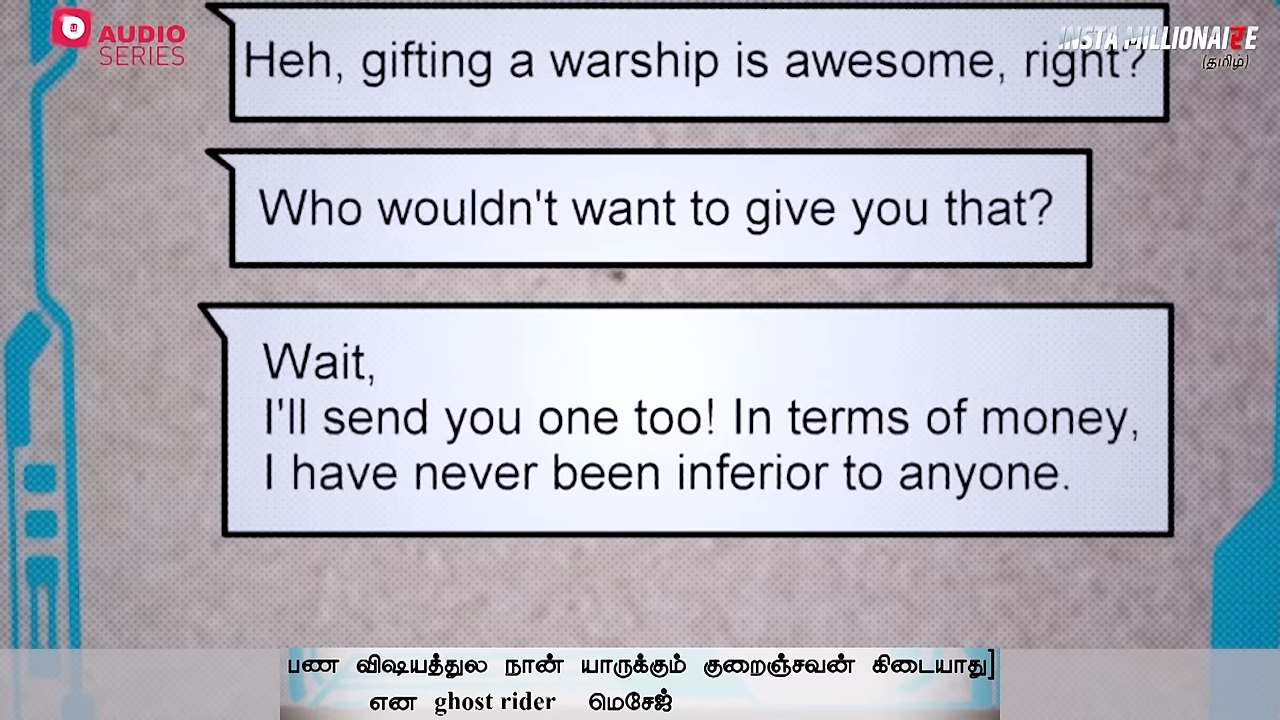 AUDIO
SERIES
INSTA MILLIONAIRE
(தமிழ்)
Heh, gifting a warship is awesome, right?
Who wouldn't want to give you that?
Wait,
I'll send you one too! In terms of money,
I have never been inferior to anyone.
பண விஷயத்துல நான் யாருக்கும் குறைஞ்சவன் கிடையாது]
என ghost rider மெசேஜ்